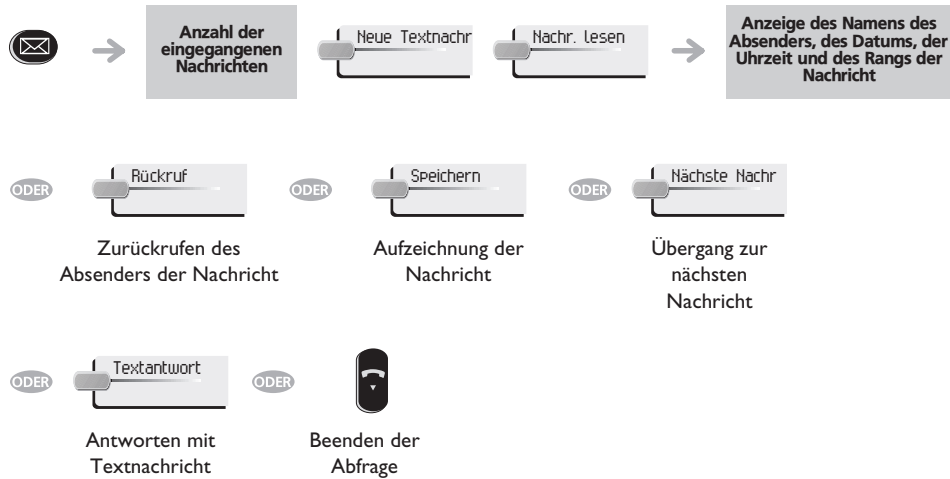 Anzahl der
eingegangenen
Nachrichten
Neue Textnachr
Nachr. lesen
Anzeige des Namens des
Absenders, des Datums, der
Uhrzeit und des Rangs der
Nachricht
ODER
Rückruf
Zurückrufen des
Absenders der Nachricht
ODER
Speichern
Aufzeichnung der
Nachricht
ODER
Nächste Nachr
Übergang zur
nächsten
Nachricht
ODER
Textantwort
Antworten mit
Textnachricht
ODER
Beenden der
Abfrage